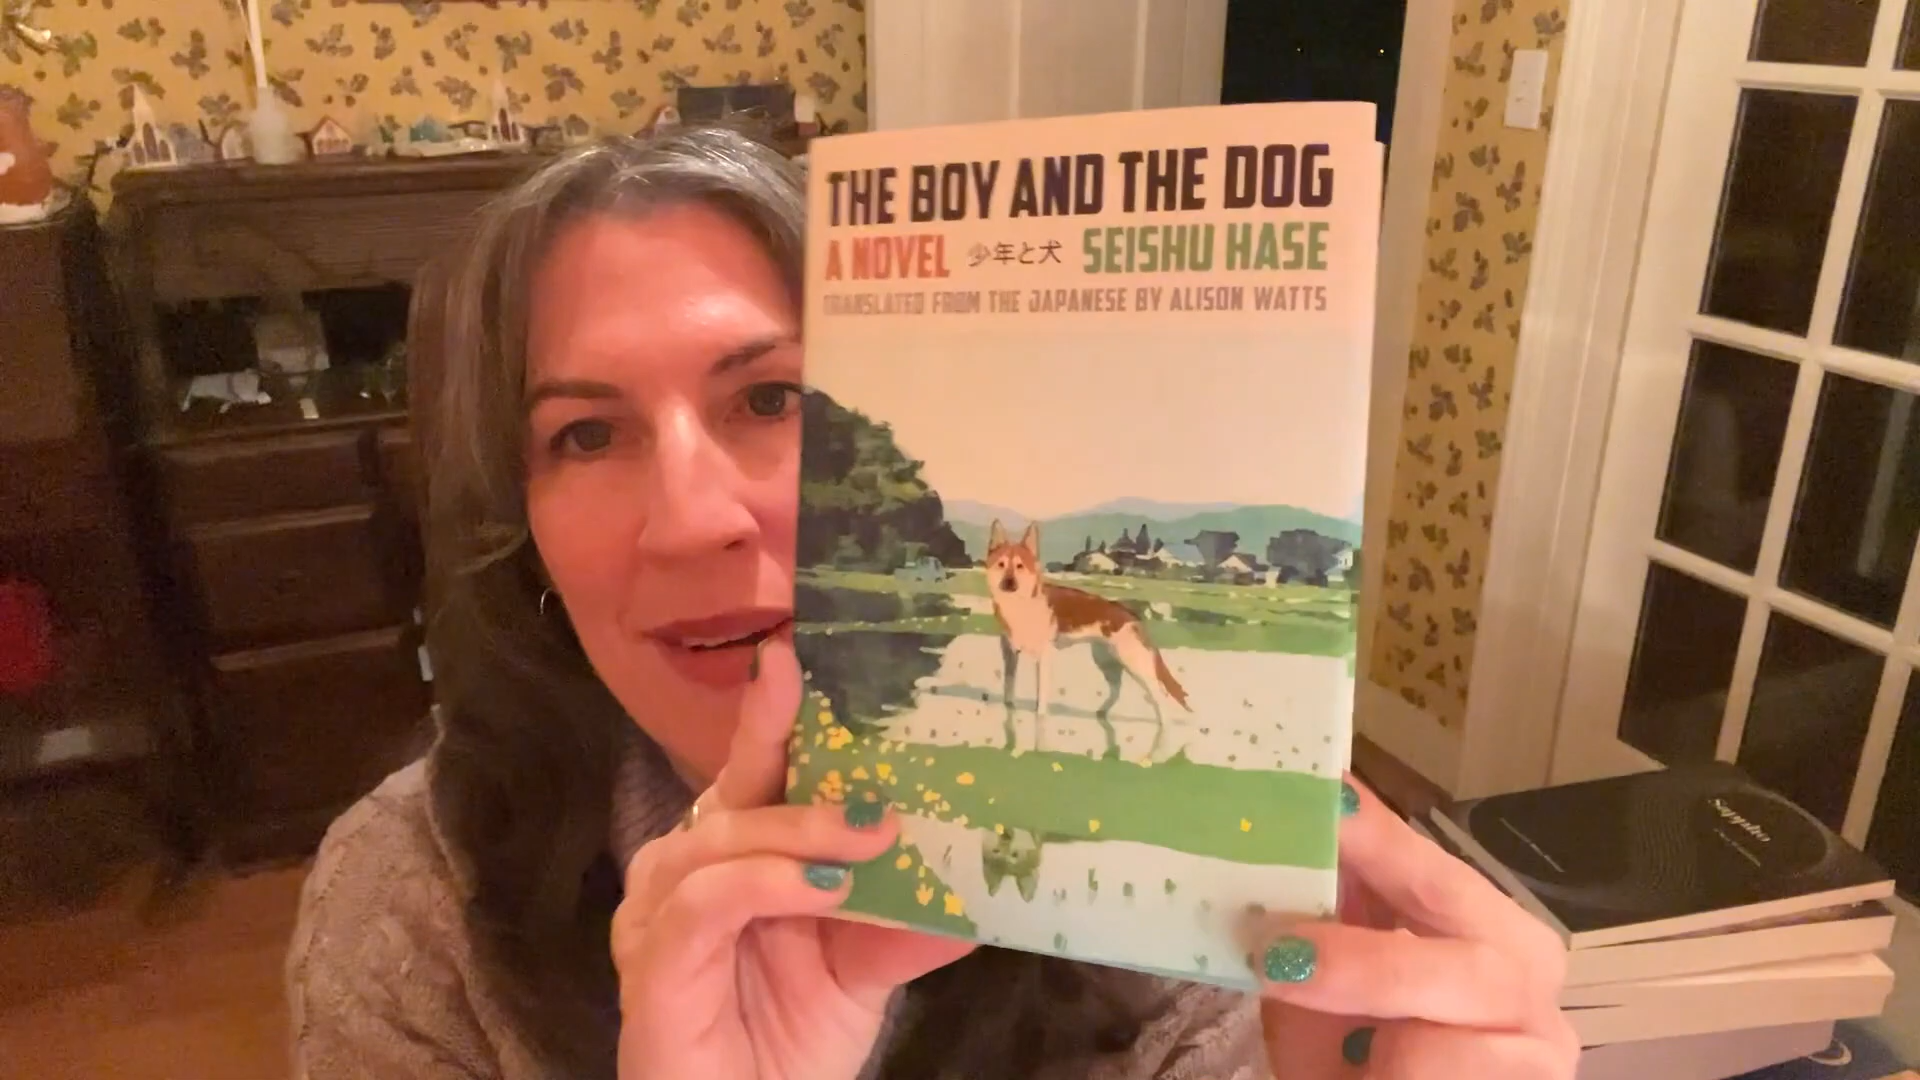 THE BOY AND THE DOG
A NOVEL 少年と犬 SEISHU HASE
TRANSLATED FROM THE JAPANESE BY ALISON WATTS
Sappho